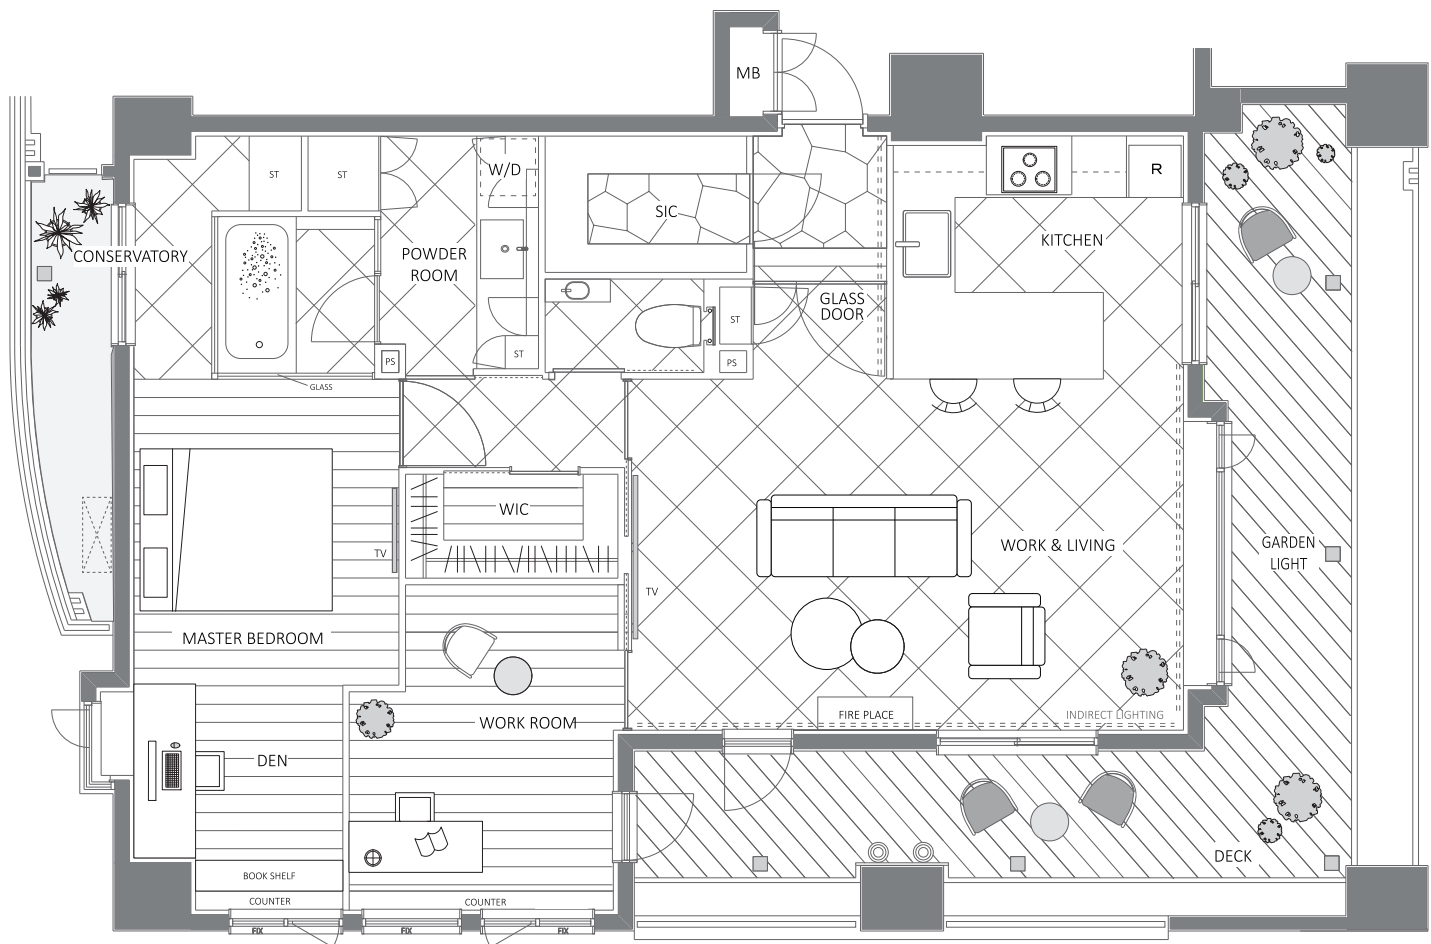 MB
ST
ST
W/D
R
SIC
KITCHEN
CONSERVATORY
POWDER
ROOM
GLASS
DOOR
ST
ST
PS
PS
GLASS
WIC
TV
WORK & LIVING
GARDEN
LIGHT
TV
MASTER BEDROOM
WORK ROOM
FIRE PLACE
INDIRECT LIGHTING
DEN
DECK
BOOK SHELF
COUNTER
COUNTER
FIX
FIX
FIX